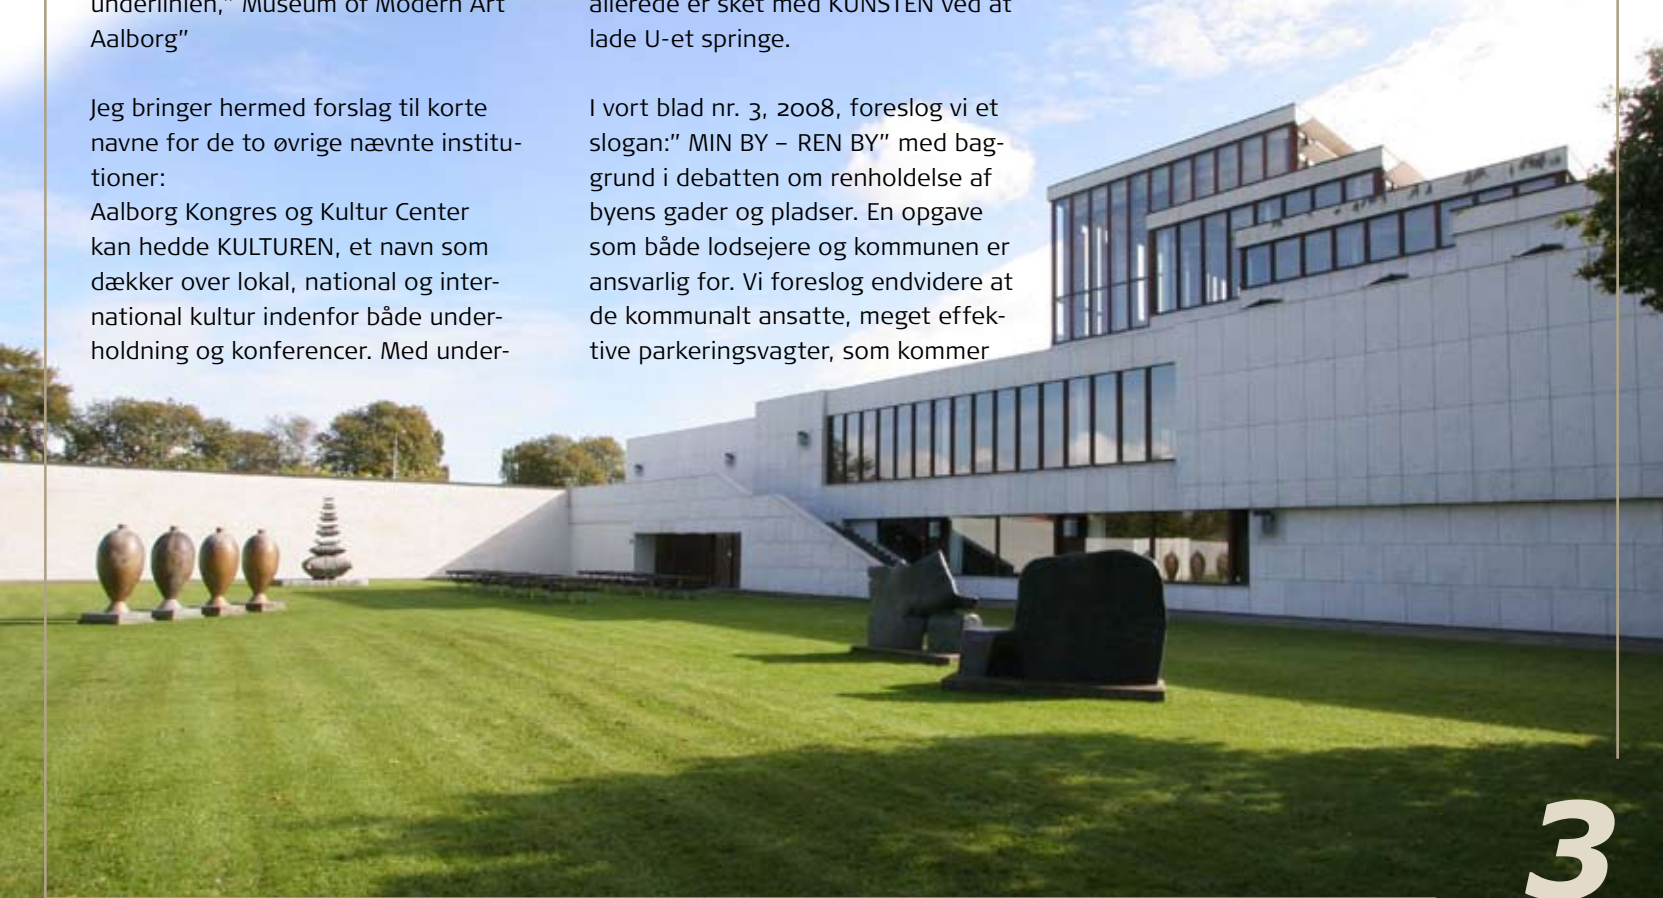 underlinien,” Museum of Modern Art
Aalborg”
Jeg bringer hermed forslag til korte
navne for de to øvrige nævnte institu-
tioner:
Aalborg Kongres og Kultur Center
kan hedde KULTUREN, et navn som
dækker over lokal, national og inter-
national kultur indenfor både under-
holdning og konferencer. Med under-
allerede er sket med KUNSTEN ved at
lade U-et springe.
I vort blad nr. 3, 2008, foreslog vi et
slogan:” MIN BY – REN BY” med bag-
grund i debatten om renholdelse af
byens gader og pladser. En opgave
som både lodsejere og kommunen er
ansvarlig for. Vi foreslog endvidere at
de kommunalt ansatte, meget effek-
tive parkeringsvagter, som kommer
3